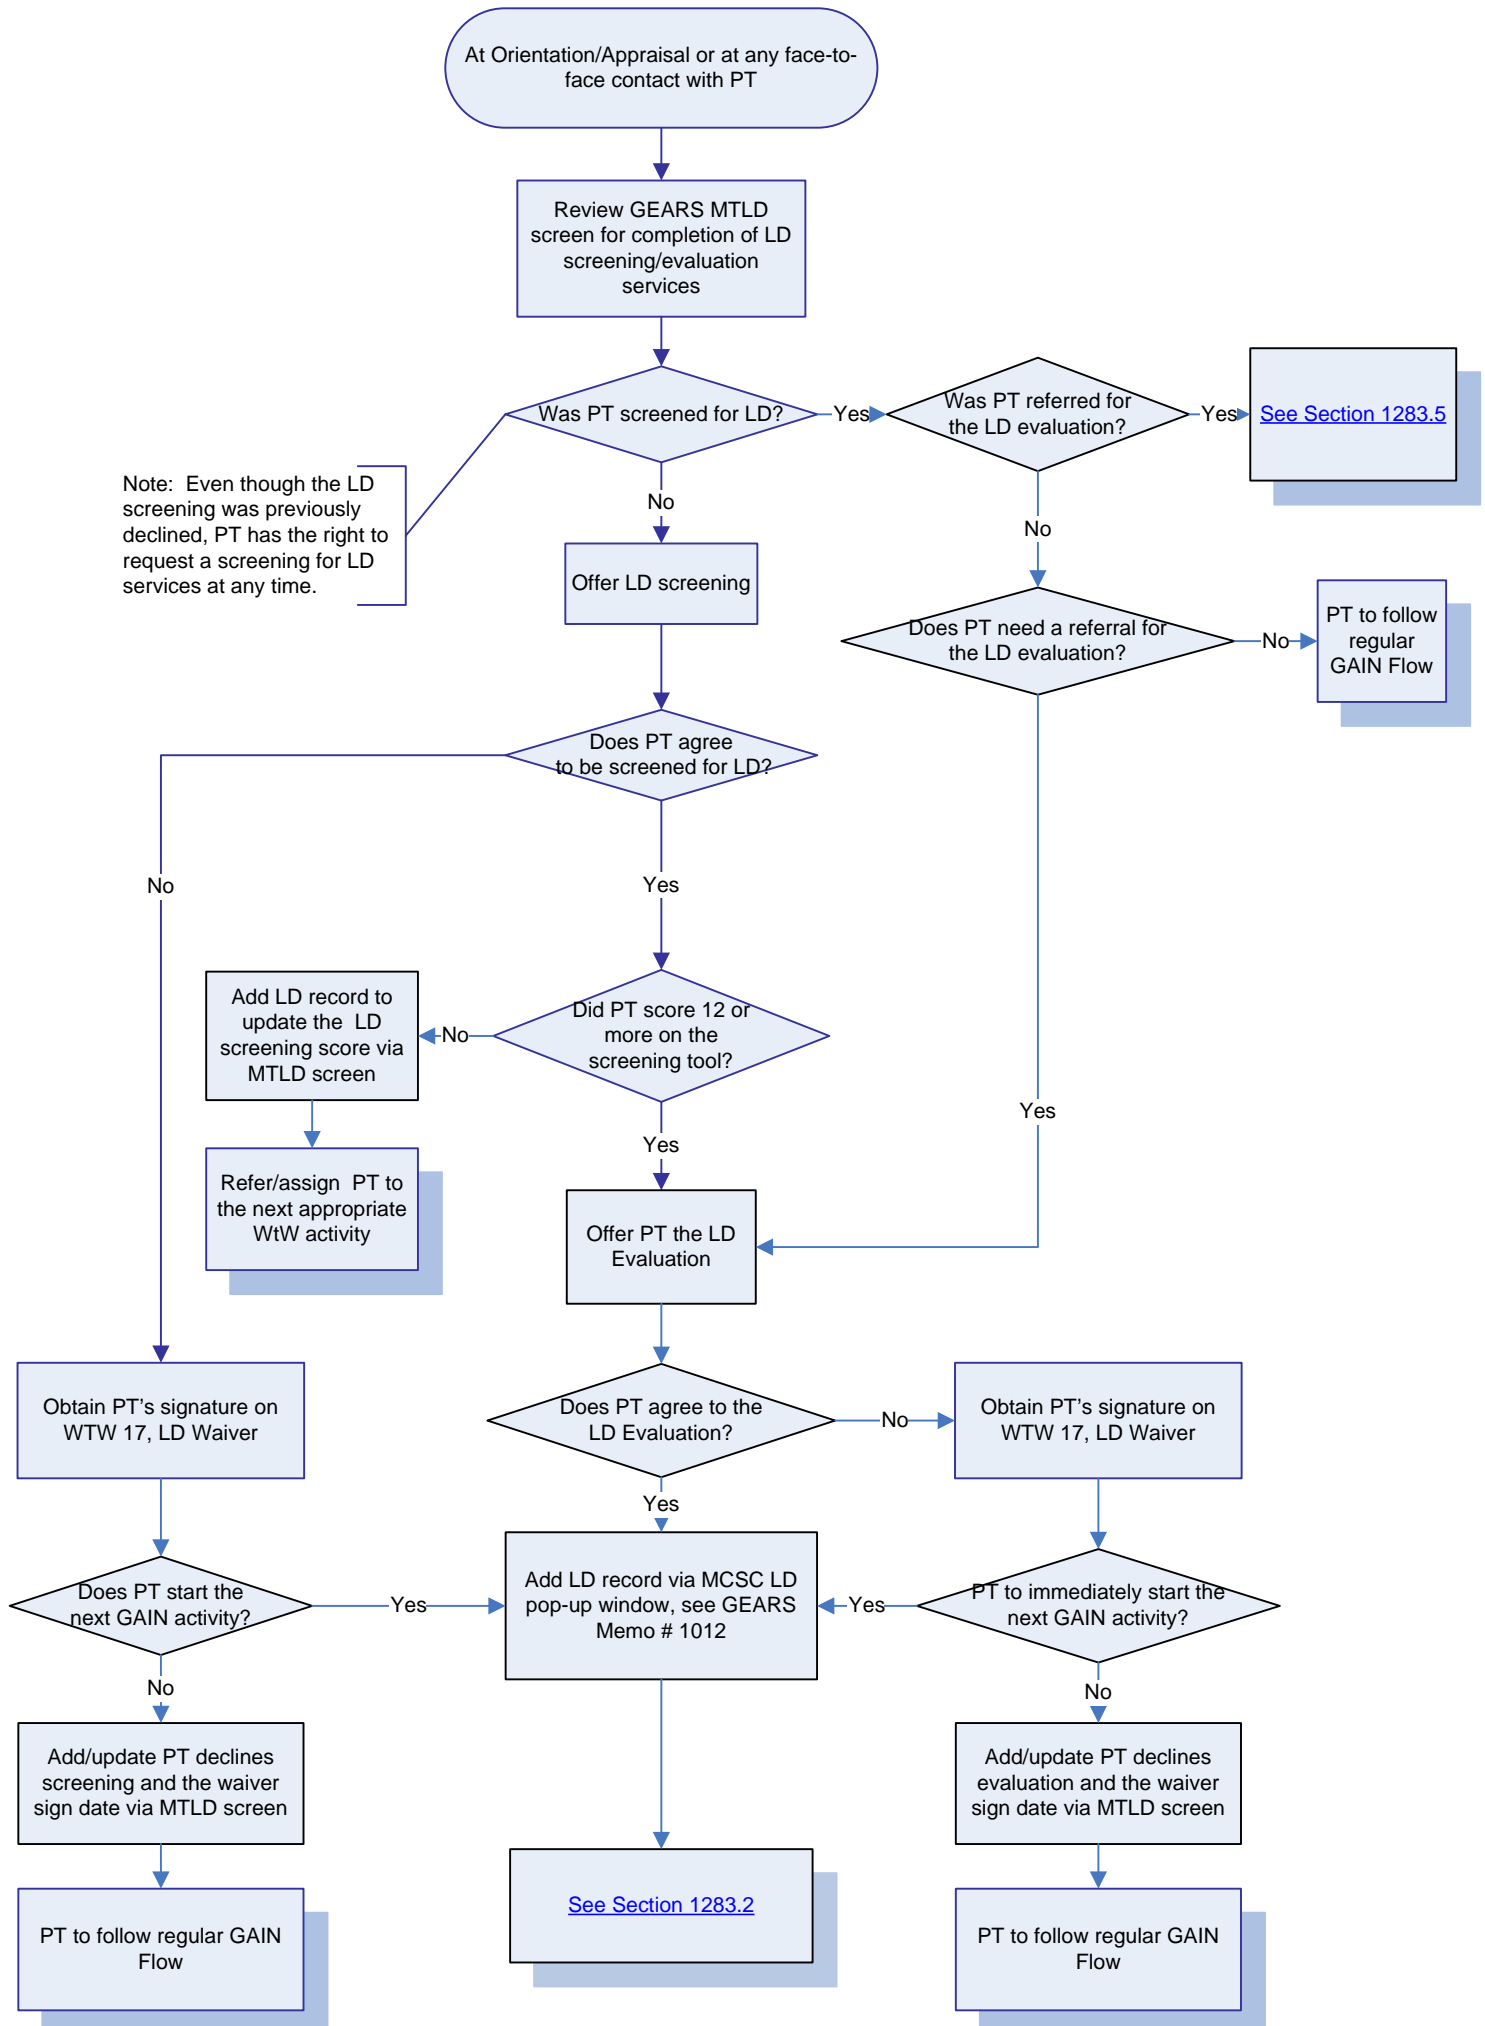 At Orientation/Appraisal or at any face-to-
face contact with PT
Review GEARS MTLD
screen for completion of LD
screening/evaluation
services
Was PT screened for LD?
Yes
Was PT referred for
the LD evaluation?
Yes
See Section 1283.5
Note:  Even though the LD
screening was previously
declined, PT has the right to
request a screening for LD
services at any time.
No
No
Offer LD screening
Does PT need a referral for
the LD evaluation?
No
PT to follow
regular
GAIN Flow
Does PT agree
to be screened for LD?
No
Yes
Add LD record to
update the  LD
screening score via
MTLD screen
No
Did PT score 12 or
more on the
screening tool?
Yes
Yes
Refer/assign  PT to
the next appropriate
WtW activity
Offer PT the LD
Evaluation
Obtain PT’s signature on
WTW 17, LD Waiver
Does PT agree to the
LD Evaluation?
No
Obtain PT’s signature on
WTW 17, LD Waiver
Yes
Does PT start the
next GAIN activity?
Yes
Add LD record via MCSC LD
pop-up window, see GEARS
Memo # 1012
Yes
PT to immediately start the
next GAIN activity?
No
No
Add/update PT declines
screening and the waiver
sign date via MTLD screen
Add/update PT declines
evaluation and the waiver
sign date via MTLD screen
See Section 1283.2
PT to follow regular GAIN
Flow
PT to follow regular GAIN
Flow